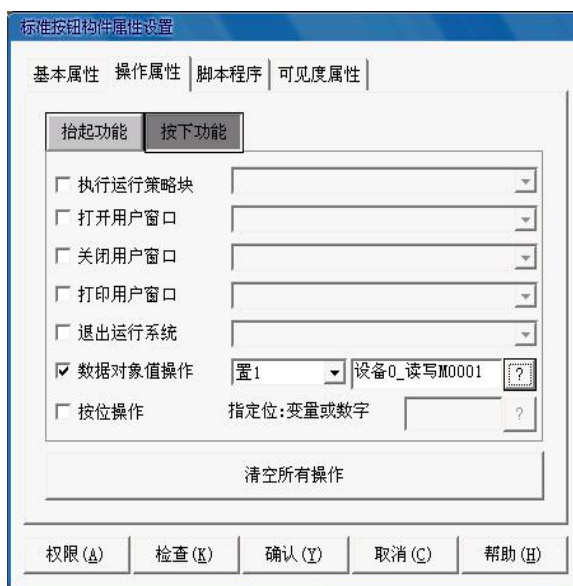 标准按钮构件属性设置
基本属性 操作属性 脚本程序 可见度属性
抬起功能 按下功能
执行运行策略块
打开用户窗口
关闭用户窗口
打印用户窗口
退出运行系统
数据对象值操作 置1 设备0_读写M0001 ?
按位操作 指定位:变量或数字 ?
清空所有操作
权限(A) 检查(K) 确认(Y) 取消(C) 帮助(H)